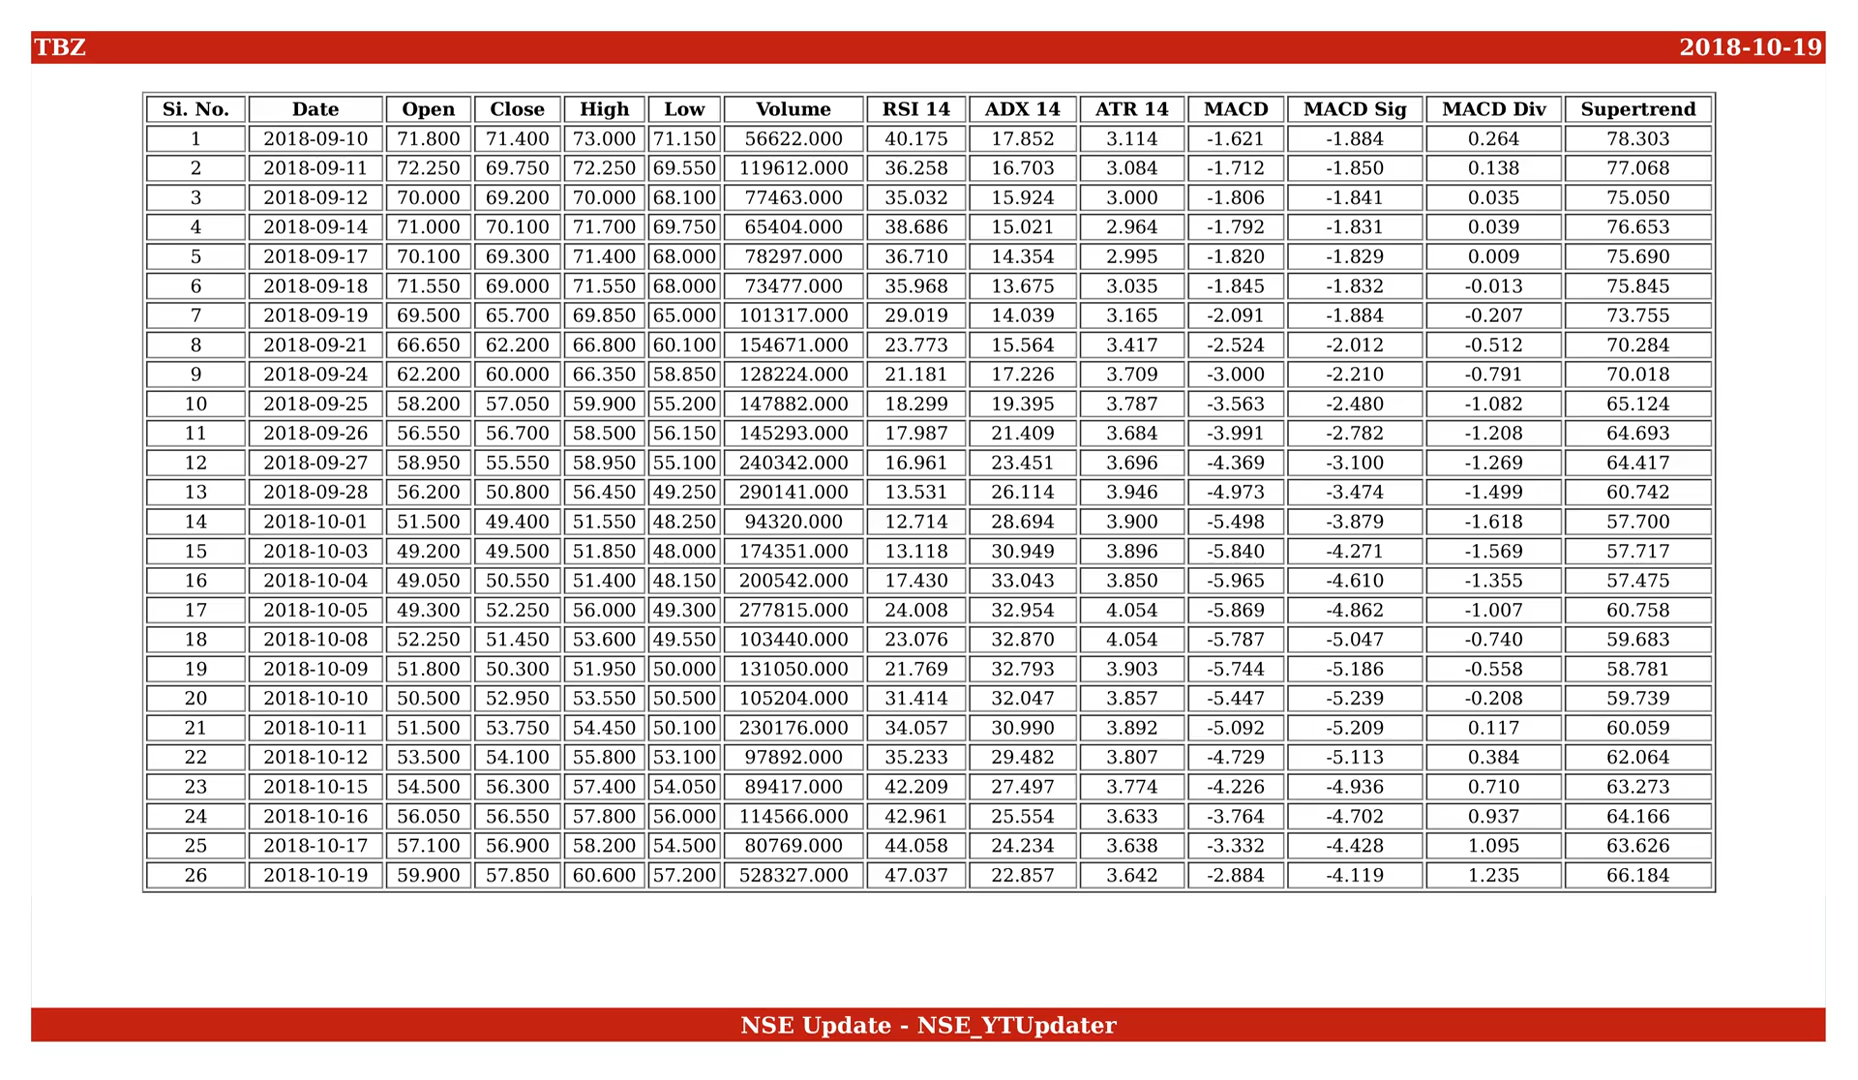 TBZ 2018-10-19
Si. No. Date Open Close High Low Volume RSI 14 ADX 14 ATR 14 MACD MACD Sig MACD Div Supertrend
1 2018-09-10 71.800 71.400 73.000 71.150 56622.000 40.175 17.852 3.114 -1.621 -1.884 0.264 78.303
2 2018-09-11 72.250 69.750 72.250 69.550 119612.000 36.258 16.703 3.084 -1.712 -1.850 0.138 77.068
3 2018-09-12 70.000 69.200 70.000 68.100 77463.000 35.032 15.924 3.000 -1.806 -1.841 0.035 75.050
4 2018-09-14 71.000 70.100 71.700 69.750 65404.000 38.686 15.021 2.964 -1.792 -1.831 0.039 76.653
5 2018-09-17 70.100 69.300 71.400 68.000 78297.000 36.710 14.354 2.995 -1.820 -1.829 0.009 75.690
6 2018-09-18 71.550 69.000 71.550 68.000 73477.000 35.968 13.675 3.035 -1.845 -1.832 -0.013 75.845
7 2018-09-19 69.500 65.700 69.850 65.000 101317.000 29.019 14.039 3.165 -2.091 -1.884 -0.207 73.755
8 2018-09-21 66.650 62.200 66.800 60.100 154671.000 23.773 15.564 3.417 -2.524 -2.012 -0.512 70.284
9 2018-09-24 62.200 60.000 66.350 58.850 128224.000 21.181 17.226 3.709 -3.000 -2.210 -0.791 70.018
10 2018-09-25 58.200 57.050 59.900 55.200 147882.000 18.299 19.395 3.787 -3.563 -2.480 -1.082 65.124
11 2018-09-26 56.550 56.700 58.500 56.150 145293.000 17.987 21.409 3.684 -3.991 -2.782 -1.208 64.693
12 2018-09-27 58.950 55.550 58.950 55.100 240342.000 16.961 23.451 3.696 -4.369 -3.100 -1.269 64.417
13 2018-09-28 56.200 50.800 56.450 49.250 290141.000 13.531 26.114 3.946 -4.973 -3.474 -1.499 60.742
14 2018-10-01 51.500 49.400 51.550 48.250 94320.000 12.714 28.694 3.900 -5.498 -3.879 -1.618 57.700
15 2018-10-03 49.200 49.500 51.850 48.000 174351.000 13.118 30.949 3.896 -5.840 -4.271 -1.569 57.717
16 2018-10-04 49.050 50.550 51.400 48.150 200542.000 17.430 33.043 3.850 -5.965 -4.610 -1.355 57.475
17 2018-10-05 49.300 52.250 56.000 49.300 277815.000 24.008 32.954 4.054 -5.869 -4.862 -1.007 60.758
18 2018-10-08 52.250 51.450 53.600 49.550 103440.000 23.076 32.870 4.054 -5.787 -5.047 -0.740 59.683
19 2018-10-09 51.800 50.300 51.950 50.000 131050.000 21.769 32.793 3.903 -5.744 -5.186 -0.558 58.781
20 2018-10-10 50.500 52.950 53.550 50.500 105204.000 31.414 32.047 3.857 -5.447 -5.239 -0.208 59.739
21 2018-10-11 51.500 53.750 54.450 50.100 230176.000 34.057 30.990 3.892 -5.092 -5.209 0.117 60.059
22 2018-10-12 53.500 54.100 55.800 53.100 97892.000 35.233 29.482 3.807 -4.729 -5.113 0.384 62.064
23 2018-10-15 54.500 56.300 57.400 54.050 89417.000 42.209 27.497 3.774 -4.226 -4.936 0.710 63.273
24 2018-10-16 56.050 56.550 57.800 56.000 114566.000 42.961 25.554 3.633 -3.764 -4.702 0.937 64.166
25 2018-10-17 57.100 56.900 58.200 54.500 80769.000 44.058 24.234 3.638 -3.332 -4.428 1.095 63.626
26 2018-10-19 59.900 57.850 60.600 57.200 528327.000 47.037 22.857 3.642 -2.884 -4.119 1.235 66.184
NSE Update - NSE_YTUpdater